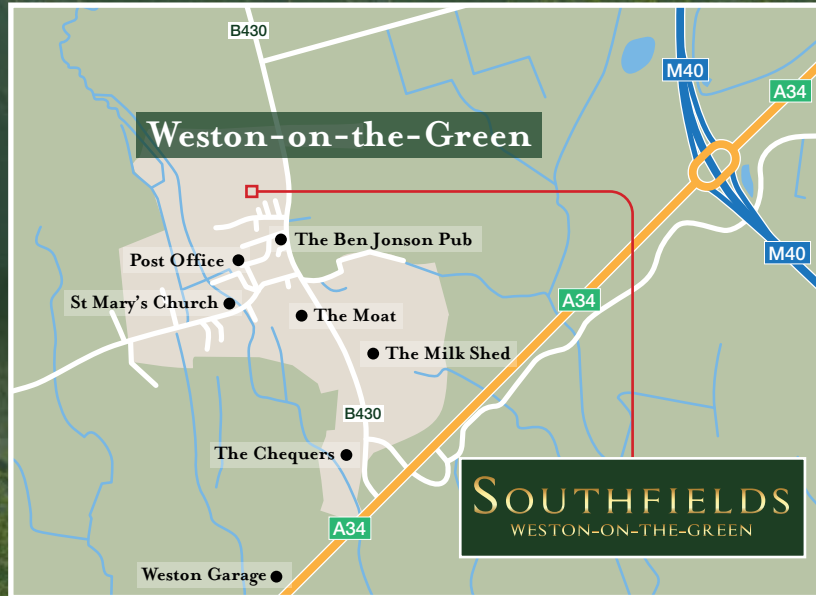 B430
M40
A34
Weston-on-the-Green
The Ben Jonson Pub
Post Office
M40
A34
St Mary's Church
The Moat
The Milk Shed
B430
The Chequers
SOUTHFIELDS
WESTON-ON-THE-GREEN
A34
Weston Garage